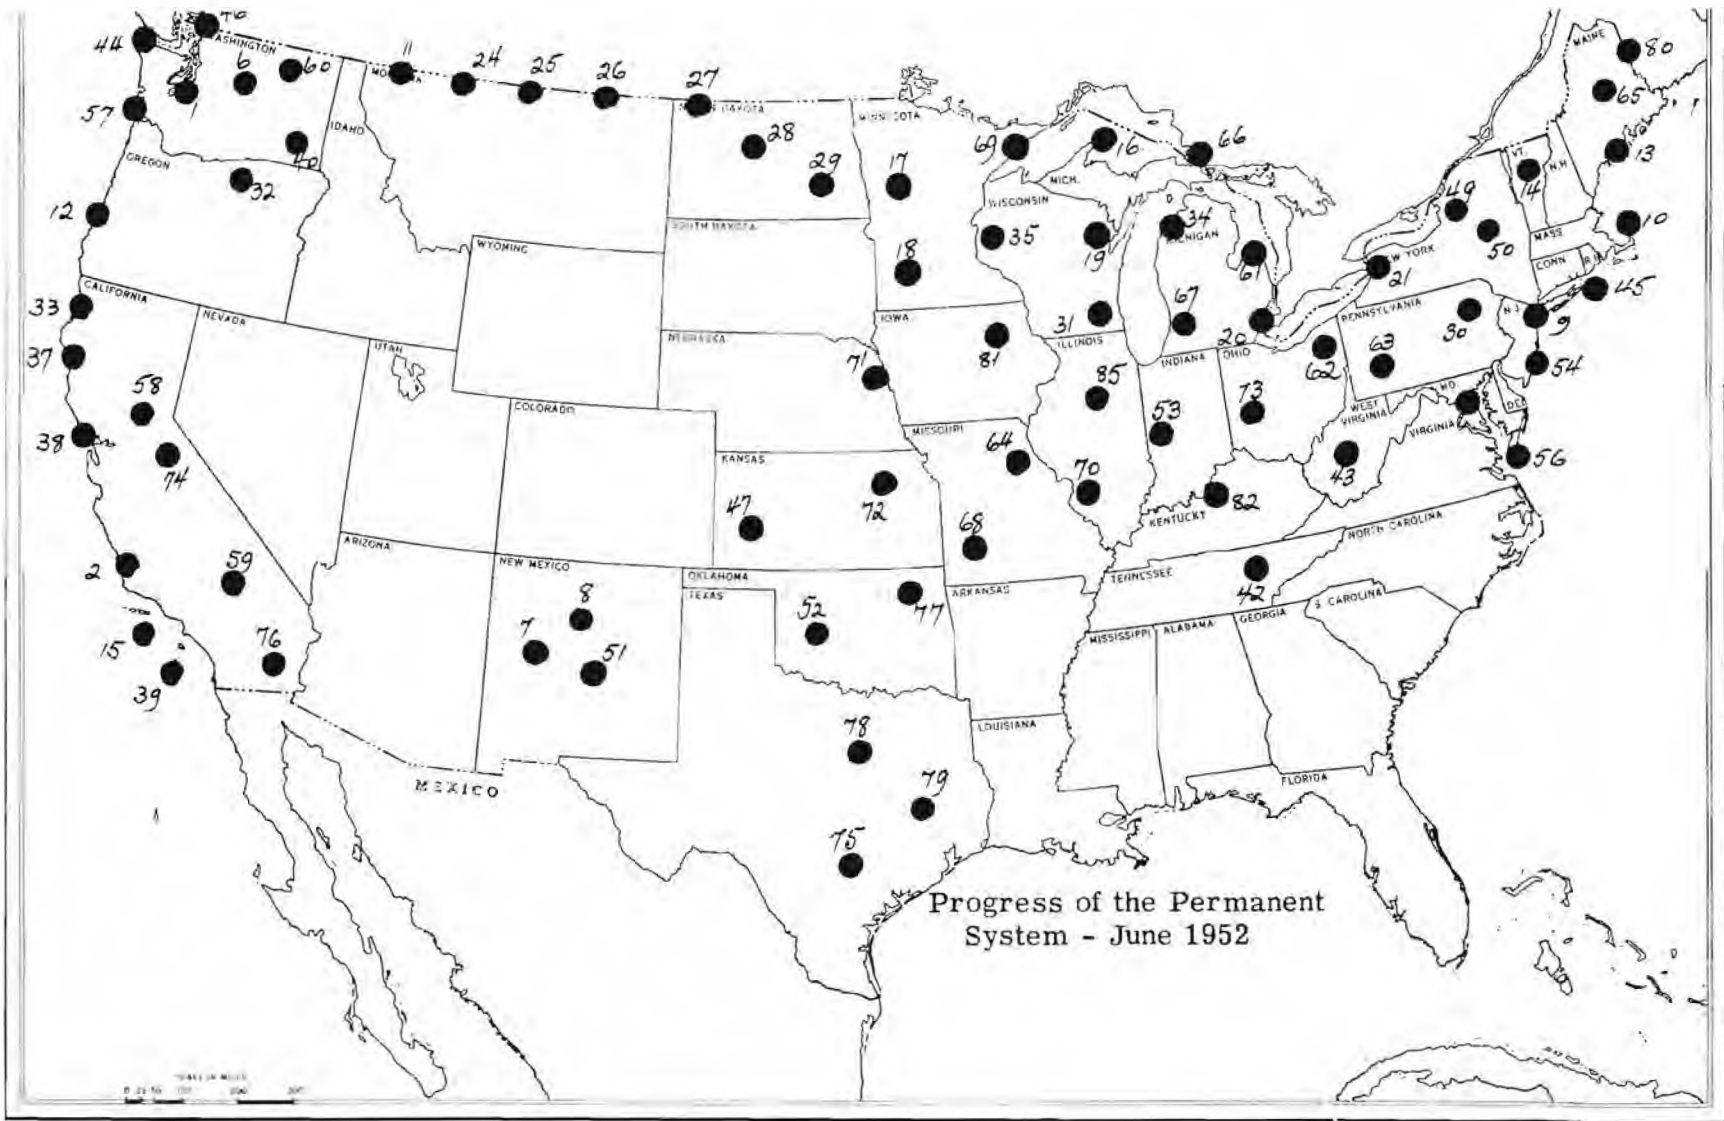 44
46
ASHINGTON
6
60
11
24
25
26
27
MAINE
80
MINNESOTA
57
65
IDAHO
28
69
16
66
13
40
OREGON
32
29
17
MICH.
VT.
14
N.H.
12
WISCONSIN
49
10
35
19
34
MICHIGAN
50
MASS
WYOMING
SOUTH DAKOTA
18
61
21
EW YORK
CONN
R.I.
45
33
CALIFORNIA
NEVADA
67
31
IOWA
20
PENNSYLVANIA
30
N.J.
9
37
UTAH
NEBRASKA
71
81
ILLINOIS
INDIANA
OHIO
62
63
54
58
85
COLORADO
53
73
WEST
VIRGINIA
MD.
DEL
38
74
MISSOURI
64
VIRGINIA
KANSAS
70
43
56
47
72
82
KENTUCKY
68
NORTH CAROLINA
2
59
ARIZONA
NEW MEXICO
OKLAHOMA
TEXAS
TENNESSEE
42
8
52
77
ARKANSAS
S. CAROLINA
15
7
51
76
MISSISSIPPI
ALABAMA
GEORGIA
39
78
LOUISIANA
MEXICO
79
FLORIDA
75
Progress of the Permanent
System - June 1952